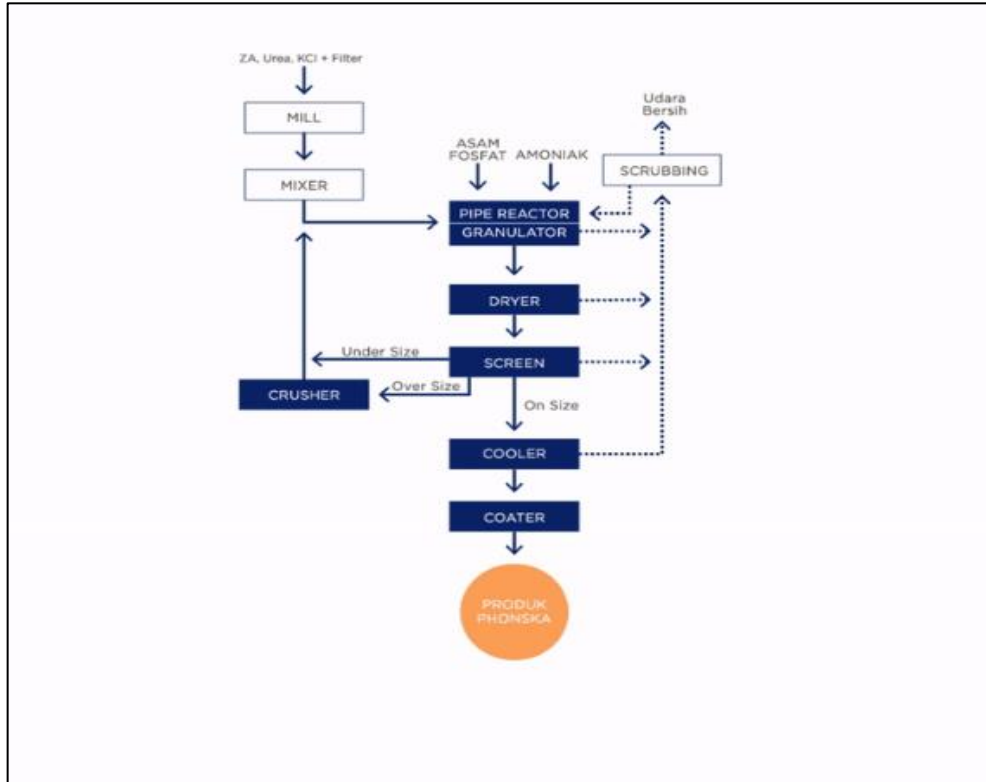 ZA, Urea, KCl + Filter
MILL
MIXER
ASAM
FOSFAT
AMONIAK
Udara
Bersih
SCRUBBING
PIPE REACTOR
GRANULATOR
DRYER
Under Size
SCREEN
Over Size
CRUSHER
On Size
COOLER
COATER
PRODUK
PHONSKA